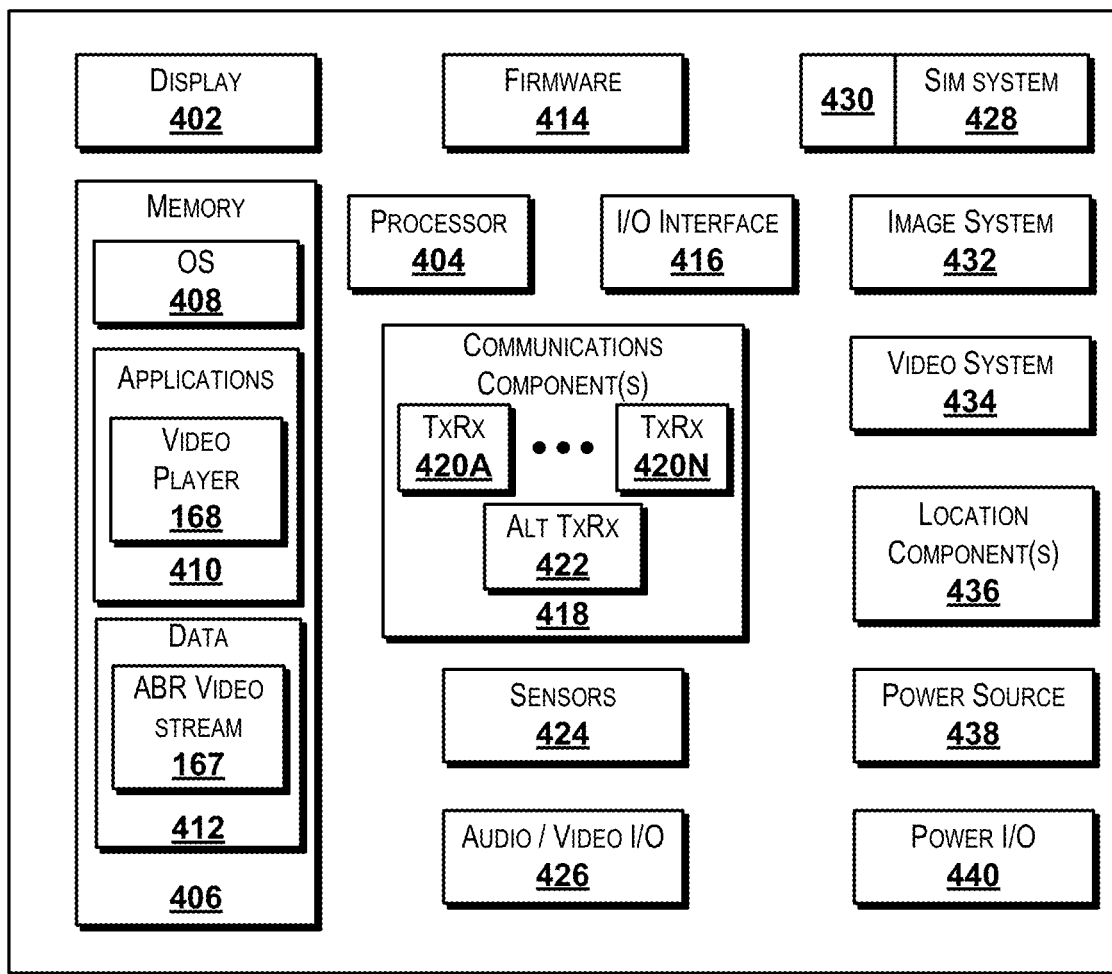 DISPLAY
402
FIRMWARE
414
430
SIM SYSTEM
428
MEMORY
OS
408
APPLICATIONS
VIDEO
PLAYER
168
410
DATA
ABR VIDEO
STREAM
167
412
406
PROCESSOR
404
I/O INTERFACE
416
COMMUNICATIONS
COMPONENT(S)
TXRX
420A
TXRX
420N
ALT TXRX
422
418
SENSORS
424
AUDIO / VIDEO I/O
426
IMAGE SYSTEM
432
VIDEO SYSTEM
434
LOCATION
COMPONENT(S)
436
POWER SOURCE
438
POWER I/O
440